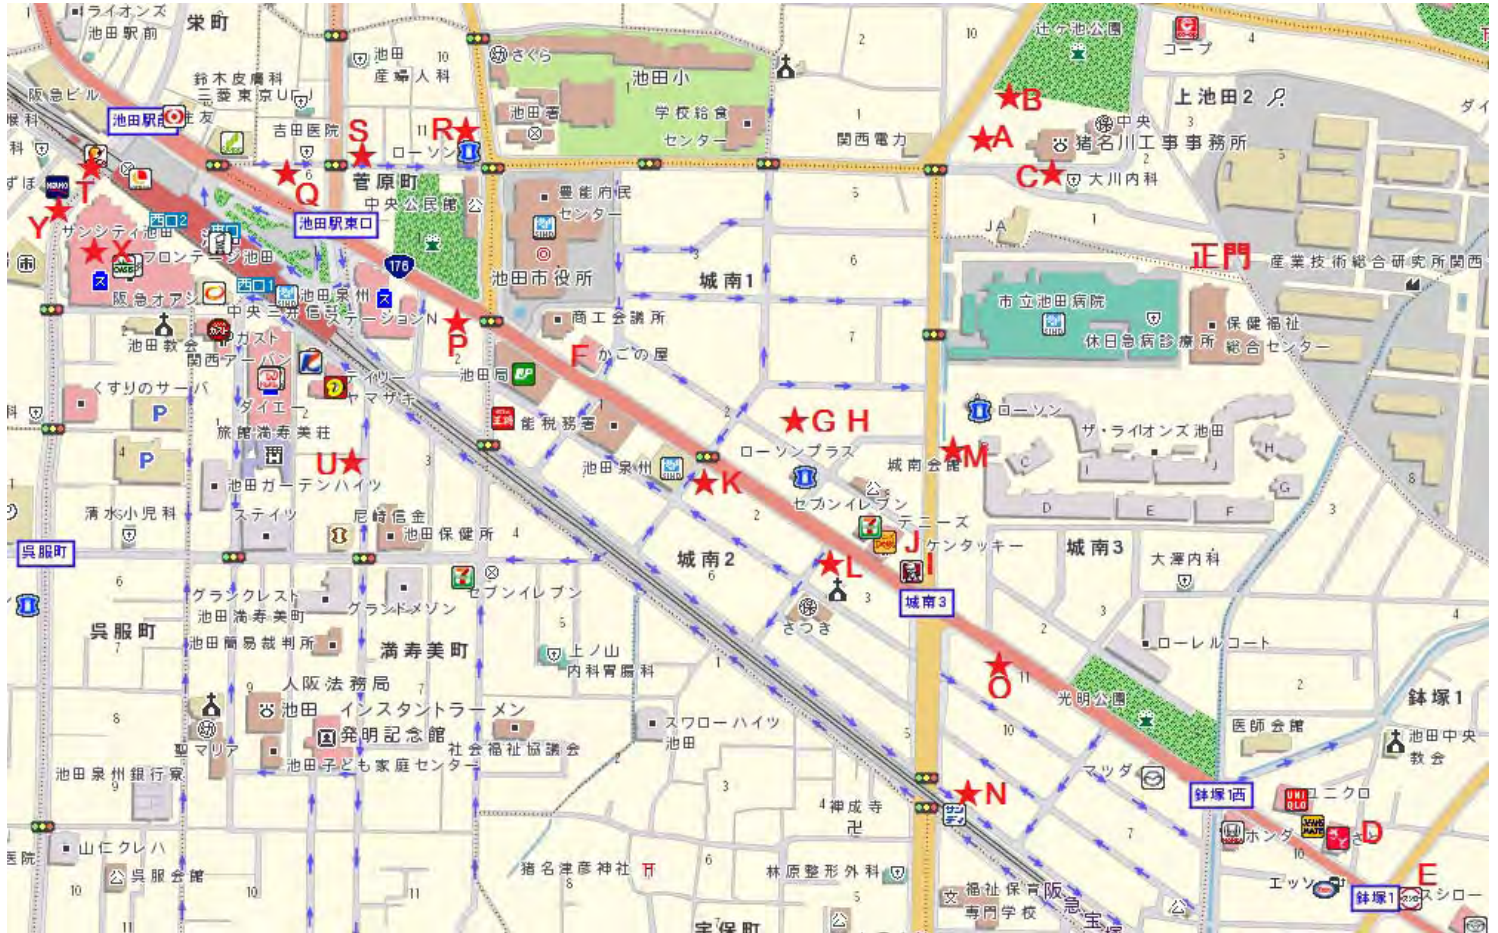 ライオンズ
池田駅前
栄町
辻ヶ池公園
コープ
さくら
池田
産婦人科
池田小
鈴木皮膚科
三菱東京UFJ
阪急ビル
池田駅前
住友
池田署
学校給食
センター
上池田2
B
A
中央
猪名川工事事務所
関西電力
吉田医院
S
R
ローソン
C
大川内科
T
Q
菅原町
中央公民館
豊能府民
センター
池田駅東口
Y
サンシティ池田
西口2
東口
X
フロンテージ池田
JA
正門
産業技術総合研究所関西
176
池田市役所
城南1
阪急オアシ
西口1
池田泉州
中央三井信託
ステーションN
市立池田病院
休日急病診療所
保健福祉
総合センター
池田教会
ガスト
関西アーバン
P
商工会議所
F
かごの屋
池田局
くすりのサーバ
ダイエー
ヤマザキ
旅館満寿美荘
能税務署
G
H
ローソン
ザ・ライオンズ池田
U
池田泉州
K
ローソンプラス
城南会館
M
C
I
J
H
G
D
E
F
池田ガーデンハイツ
清水小児科
ステイツ
尼崎信金
池田保健所
セブンイレブン
デニーズ
J
ケンタッキー
I
城南2
L
城南3
大澤内科
呉服町
グランクレスト
池田満寿美町
グランドメゾン
セブンイレブン
さつき
城南3
呉服町
池田簡易裁判所
満寿美町
上ノ山
内科胃腸科
ローレルコート
O
光明公園
鉢塚1
池田
インスタントラーメン
発明記念館
聖マリア
池田子ども家庭センター
社会福祉協議会
スワローハイツ
池田
医師会館
池田中央
教会
池田泉州銀行寮
マツダ
鉢塚1西
ユニクロ
N
禅成寺
ホンダ
さと
D
山仁クレハ
呉服会館
猪名津彦神社
林原整形外科
福祉保育
専門学校
阪急宝塚
エッソ
鉢塚1
E
スシロー
宇保町